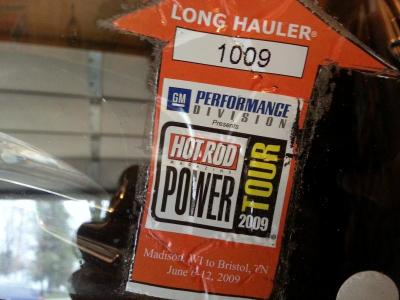 LONG HAULER®
1009
GM PERFORMANCE
DIVISION
Presents
HOT ROD
MAGAZINE
POWER
TOUR
2009
Madison, WI to Bristol, TN
June 6-12, 2009